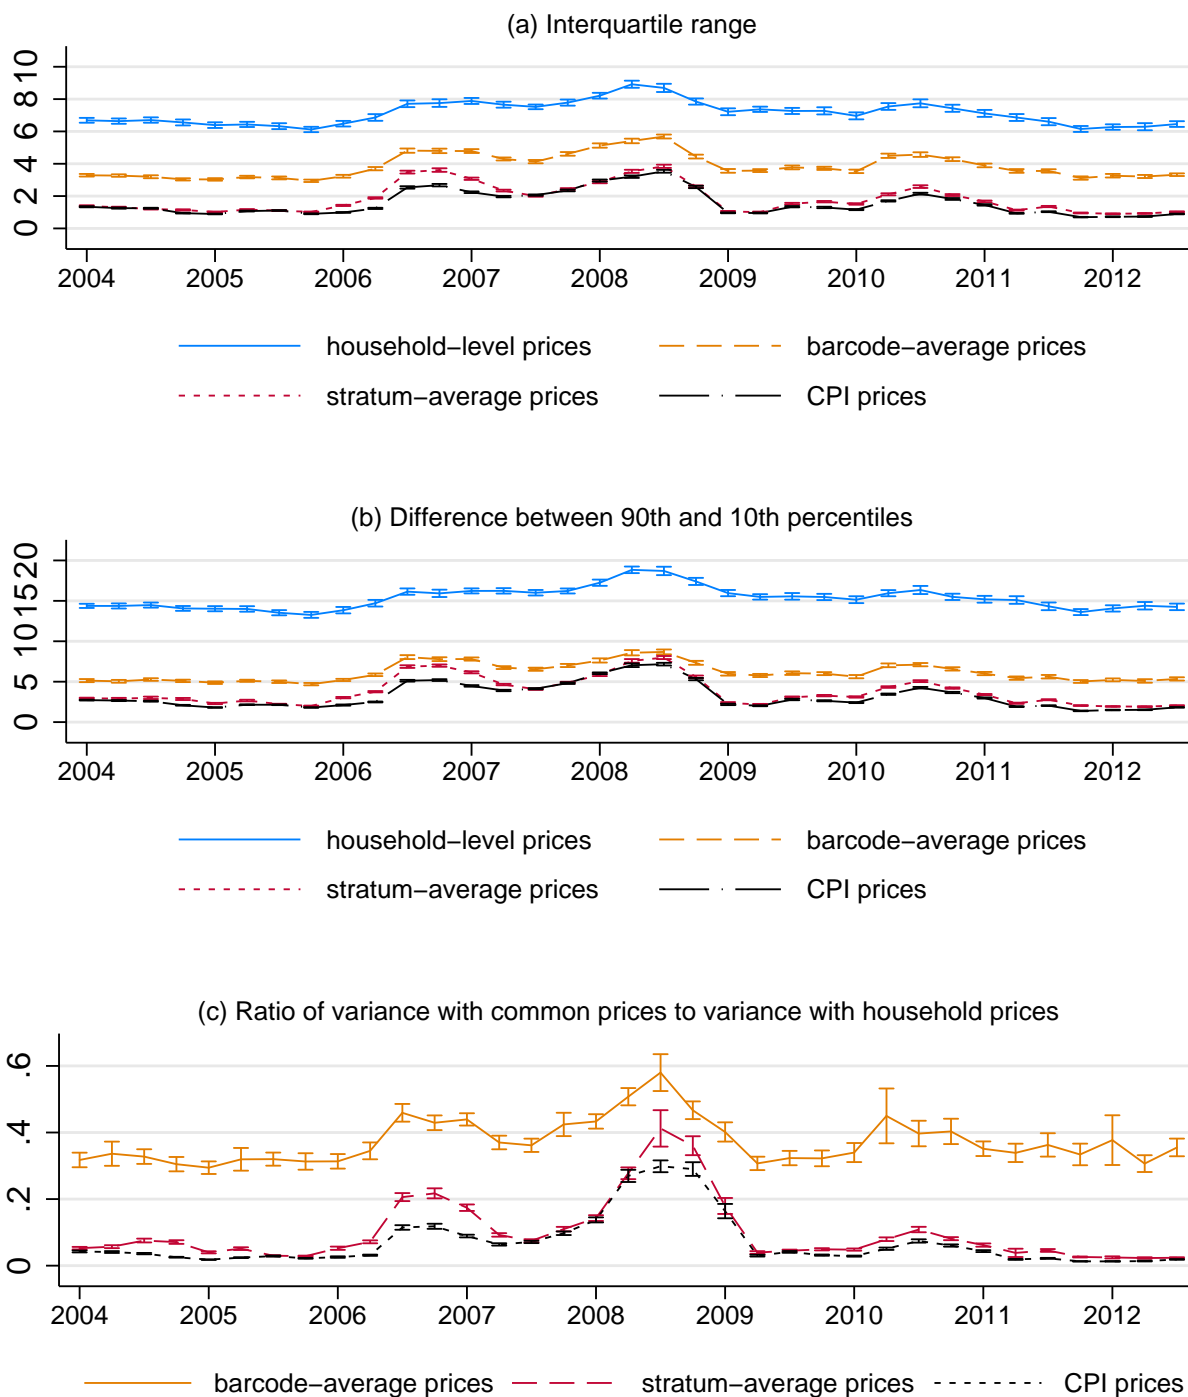 (a) Interquartile range
10
8
6
4
2
0
2004 2005 2006 2007 2008 2009 2010 2011 2012
household−level prices barcode−average prices
stratum−average prices CPI prices
(b) Difference between 90th and 10th percentiles
20
15
10
5
0
2004 2005 2006 2007 2008 2009 2010 2011 2012
household−level prices barcode−average prices
stratum−average prices CPI prices
(c) Ratio of variance with common prices to variance with household prices
.6
.4
.2
0
2004 2005 2006 2007 2008 2009 2010 2011 2012
barcode−average prices stratum−average prices CPI prices